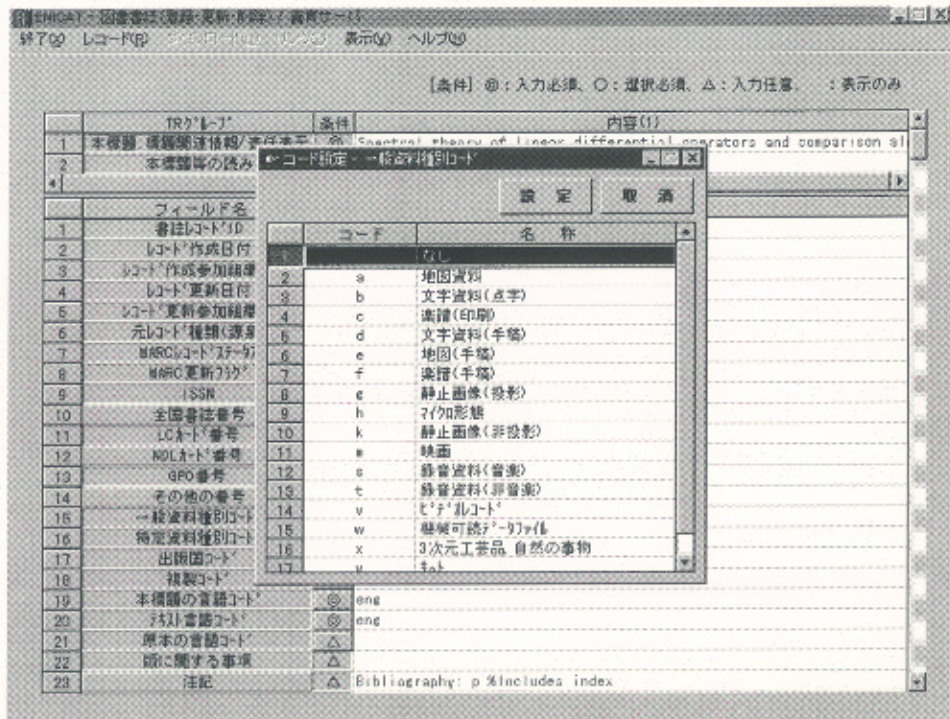 終了(X) レコード(R) 表示(V) ヘルプ(H)
[条件] ◎:入力必須、○:選択必須、△:入力任意、 :表示のみ
TRグループ 条件 内容(1)
1 本標題 標題関連情報/責任表示 ◎ Spectral theory of linear differential operators and comparison al
2 本標題等の読み
フィールド名
1 書誌レコードID
2 レコード作成日付
3 レコード作成参加組織
4 レコード更新日付
5 レコード更新参加組織
6 元レコード種類(源泉
7 MARCレコードステータス
8 MARC更新フラグ
9 ISSN
10 全国書誌番号
11 LCカード番号
12 NDLカード番号
13 GPO番号
14 その他の番号
15 一般資料種別コード
16 特定資料種別コード
17 出版国コード
18 複製コード
19 本標題の言語コード ◎ eng
20 テキスト言語コード ◎ eng
21 原本の言語コード △
22 版に関する事項 △
23 注記 △ Bibliography: p %Includes index
コード設定 - 一般資料種別コード
設定 取消
コード 名称
1 なし
2 a 地図資料
3 b 文字資料(点字)
4 c 楽譜(印刷)
5 d 文字資料(手稿)
6 e 地図(手稿)
7 f 楽譜(手稿)
8 g 静止画像(投影)
9 h マイクロ形態
10 k 静止画像(非投影)
11 m 映画
12 s 録音資料(音楽)
13 t 録音資料(非音楽)
14 v ビデオレコード
15 w 機械可読データファイル
16 x 3次元工芸品 自然の事物
17 y キット